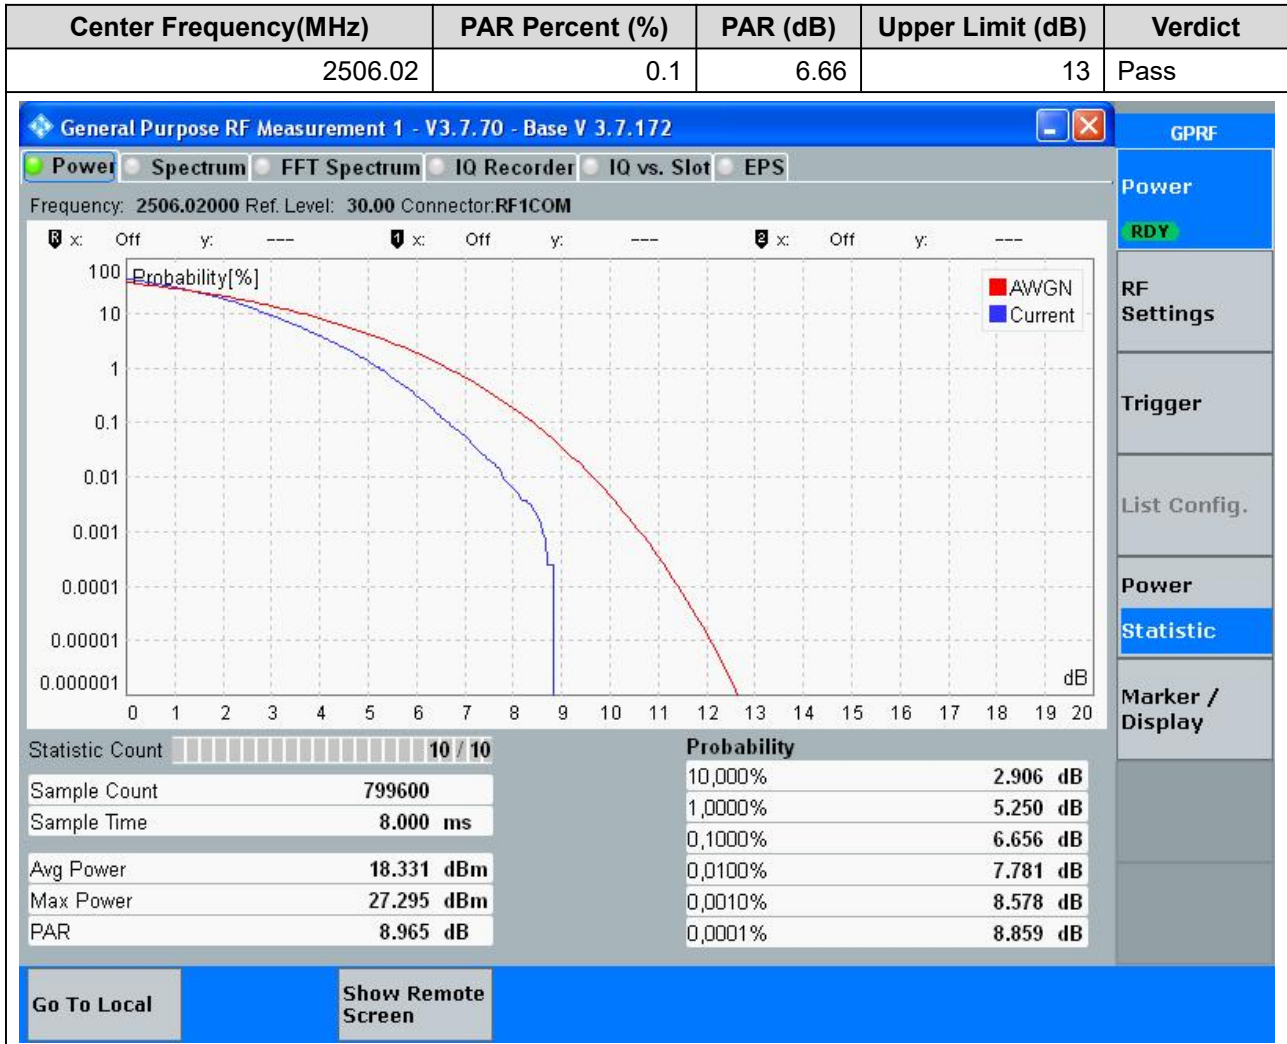 Center Frequency(MHz) PAR Percent (%) PAR (dB) Upper Limit (dB) Verdict
2506.02 0.1 6.66 13 Pass
General Purpose RF Measurement 1 - V3.7.70 - Base V 3.7.172
GPRF
Power Spectrum FFT Spectrum IQ Recorder IQ vs. Slot EPS
Power
RDY
Frequency: 2506.02000 Ref. Level: 30.00 Connector:RF1COM
R x: Off y: --- 1 x: Off y: --- 2 x: Off y: ---
Probability[%]
AWGN
Current
100
10
1
0.1
0.01
0.001
0.0001
0.00001
0.000001
dB
0 1 2 3 4 5 6 7 8 9 10 11 12 13 14 15 16 17 18 19 20
RF
Settings
Trigger
List Config.
Power
Statistic
Marker /
Display
Statistic Count 10 / 10
Sample Count 799600
Sample Time 8.000 ms
Avg Power 18.331 dBm
Max Power 27.295 dBm
PAR 8.965 dB
Probability
10,000% 2.906 dB
1,0000% 5.250 dB
0,1000% 6.656 dB
0,0100% 7.781 dB
0,0010% 8.578 dB
0,0001% 8.859 dB
Go To Local
Show Remote
Screen